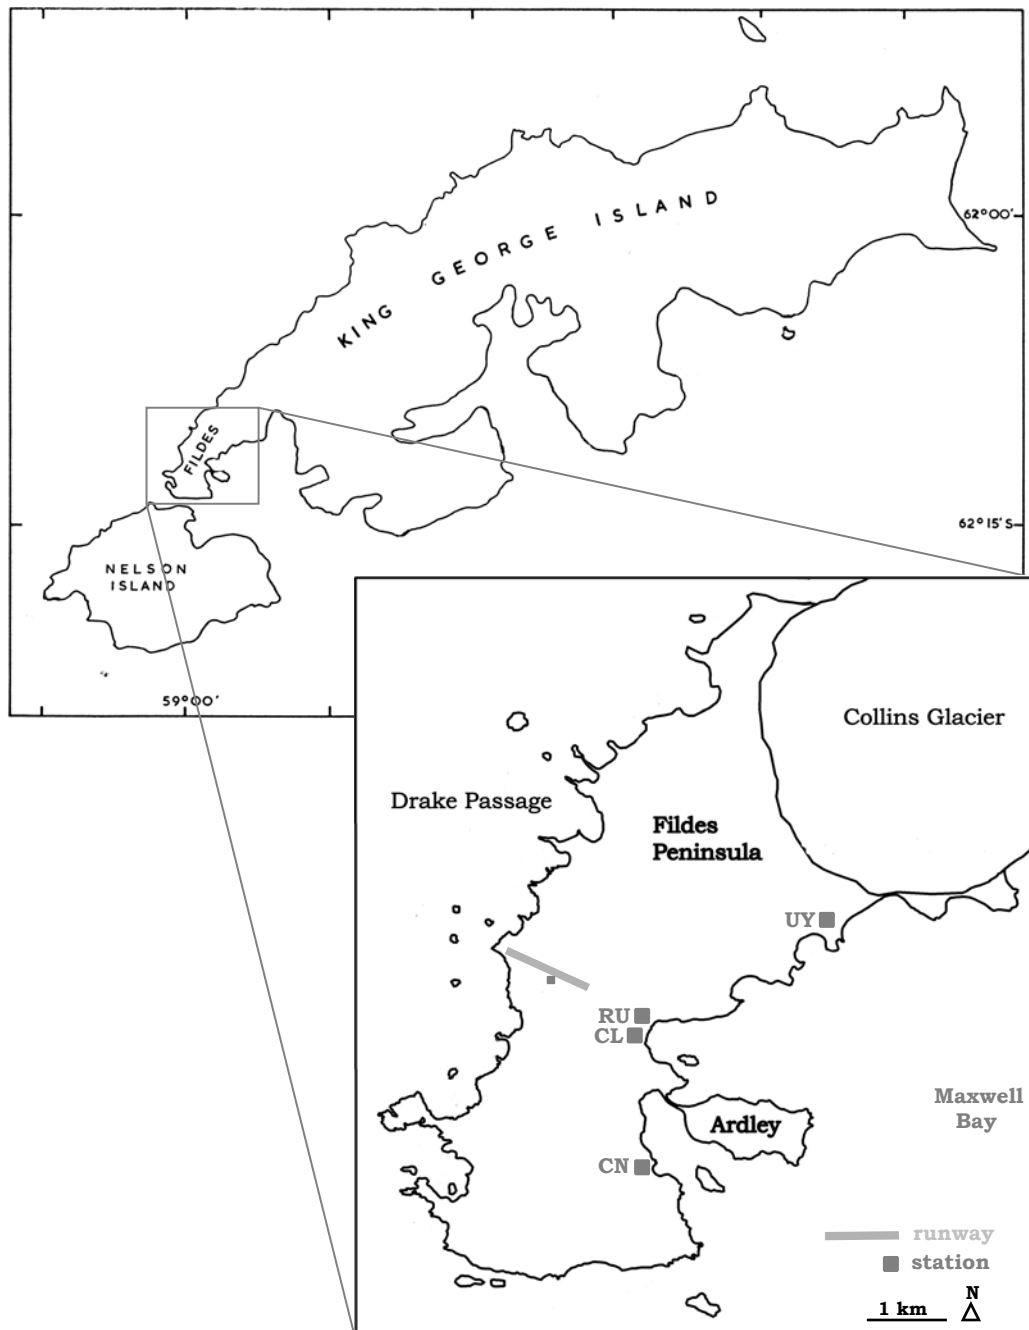 KING GEORGE ISLAND
62°00'
FILDES
62°15'S
NELSON
ISLAND
59°00'
Collins Glacier
Drake Passage
Fildes
Peninsula
UY
RU
CL
Maxwell
Bay
Ardley
CN
runway
station
N
1 km